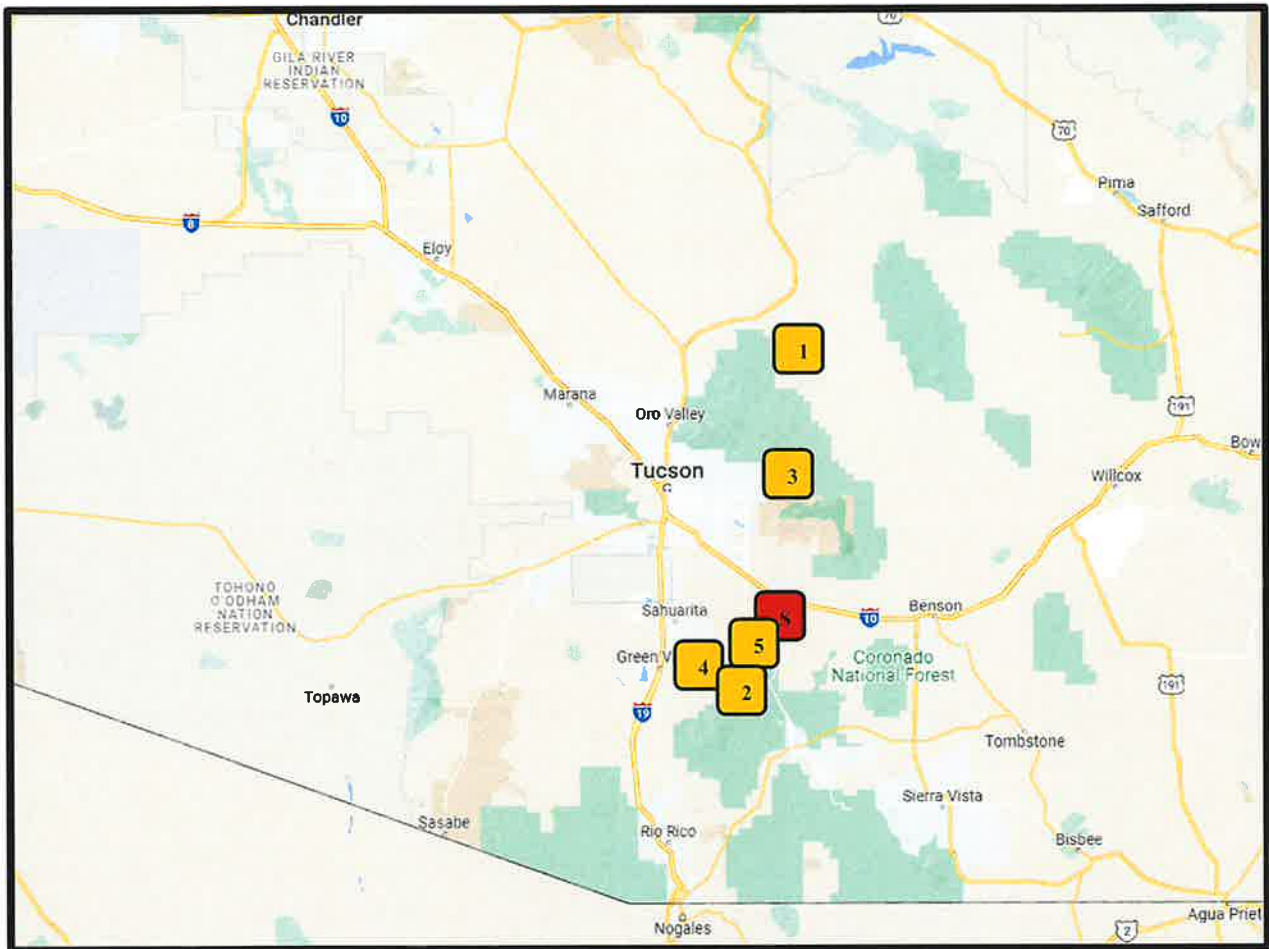 Chandler
70
GILA RIVER
INDIAN
RESERVATION
10
70
Pima
Safford
8
Eloy
1
Marana
Oro Valley
191
Bow
Tucson
3
Willcox
TOHONO
O'ODHAM
NATION
RESERVATION
Sahuarita
S
10
Benson
5
Green V
4
Coronado
National Forest
2
Topawa
19
191
Tombstone
Sierra Vista
Sasabe
Rio Rico
Bisbee
Nogales
Agua Priet
2